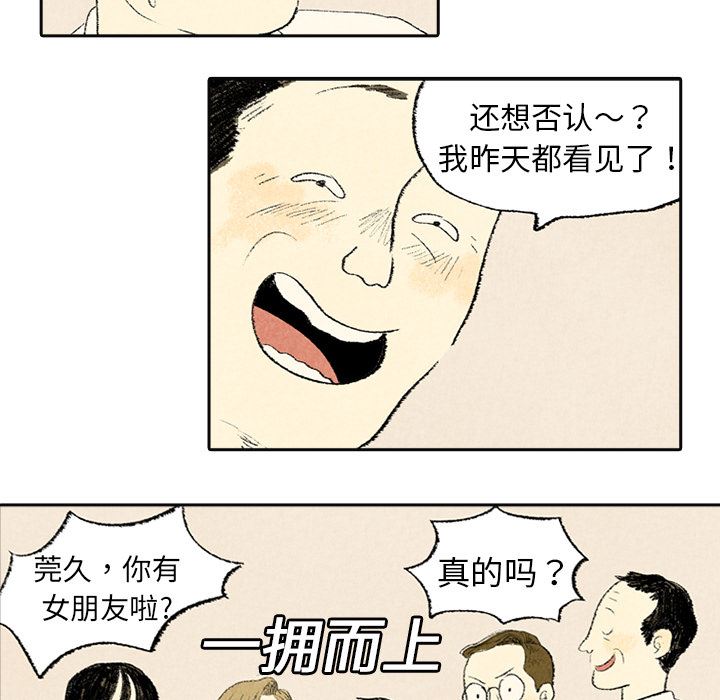 还想否认～？
我昨天都看见了！
莞久，你有
女朋友啦?
真的吗？
一拥而上